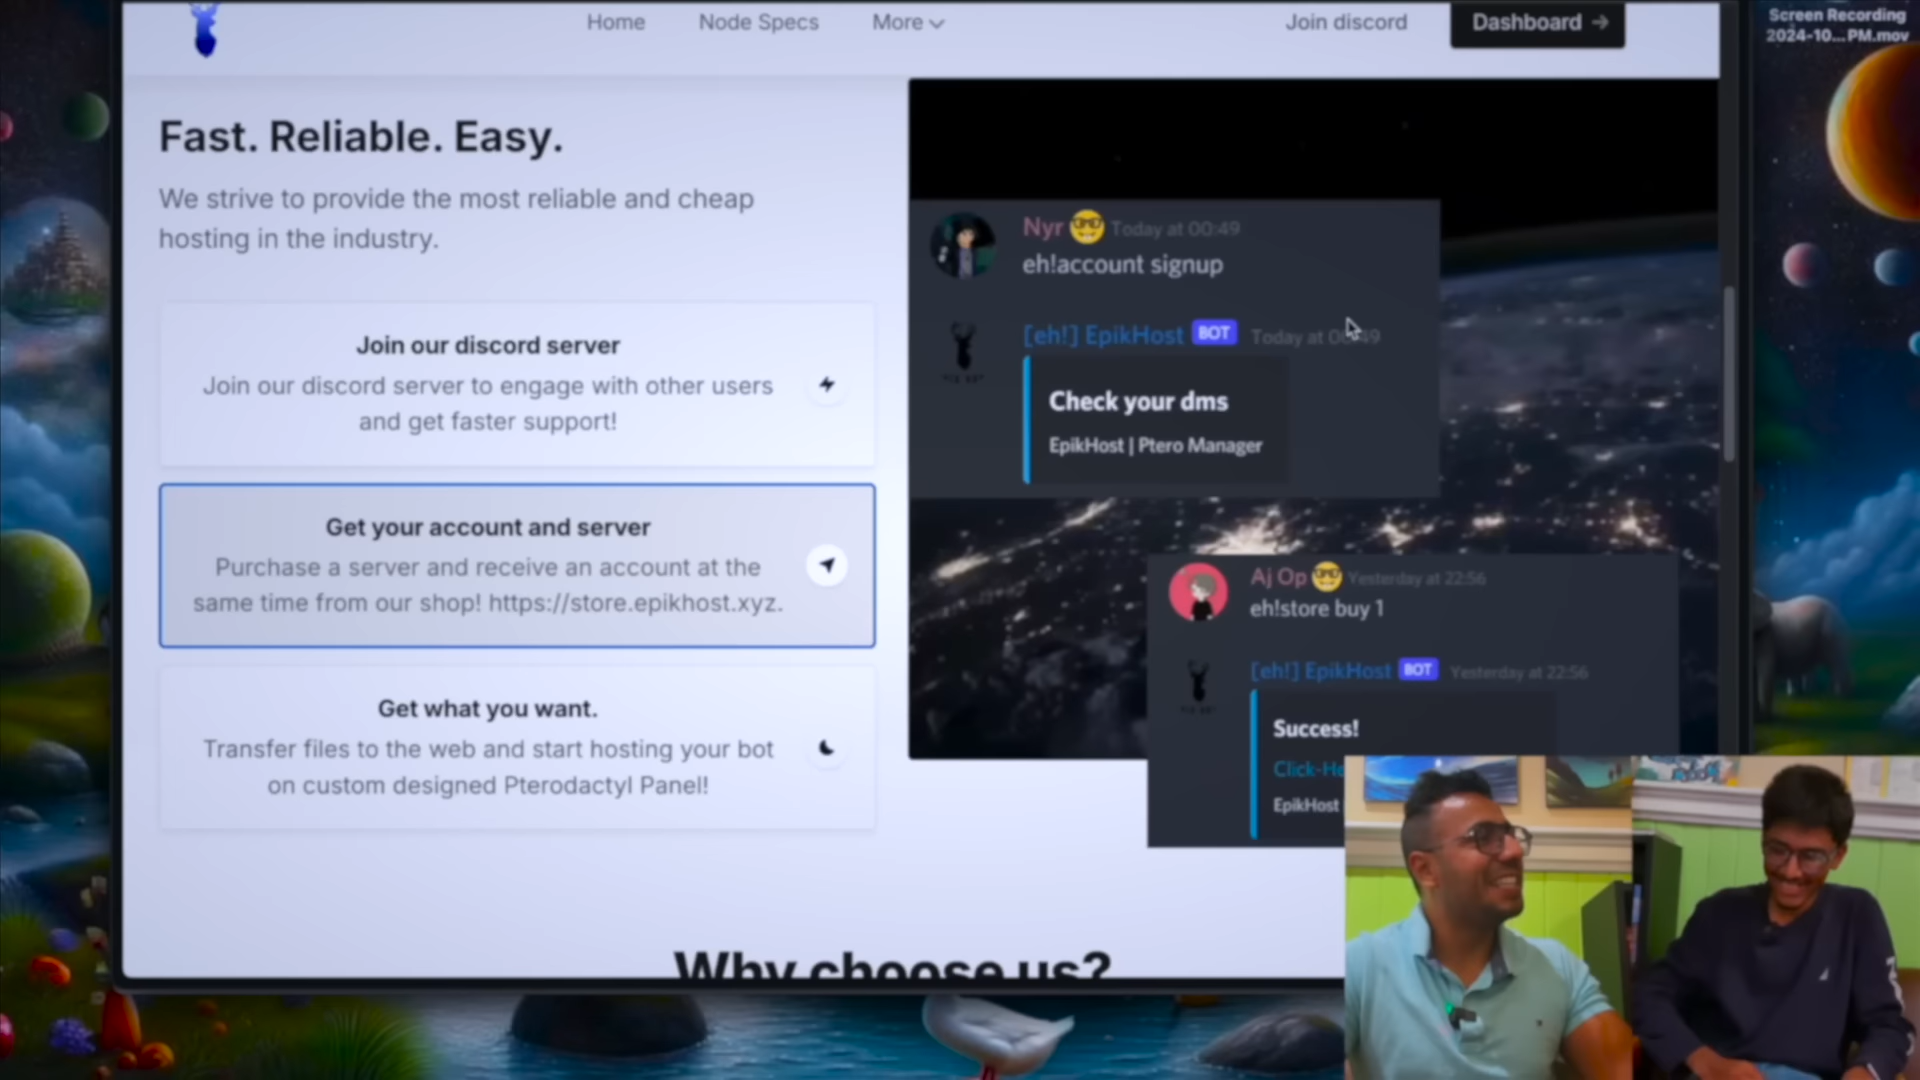 Home
Node Specs
More
Join discord
Dashboard →
Screen Recording
2024-10...PM.mov
Fast. Reliable. Easy.
We strive to provide the most reliable and cheap
hosting in the industry.
Join our discord server
Join our discord server to engage with other users
and get faster support!
Get your account and server
Purchase a server and receive an account at the
same time from our shop! https://store.epikhost.xyz.
Get what you want.
Transfer files to the web and start hosting your bot
on custom designed Pterodactyl Panel!
Nyr Today at 00:49
eh!account signup
[eh!] EpikHost BOT Today at 00:49
Check your dms
EpikHost | Ptero Manager
Aj Op Yesterday at 22:56
eh!store buy 1
[eh!] EpikHost BOT Yesterday at 22:56
Success!
Click-He
EpikHost
Why choose us?